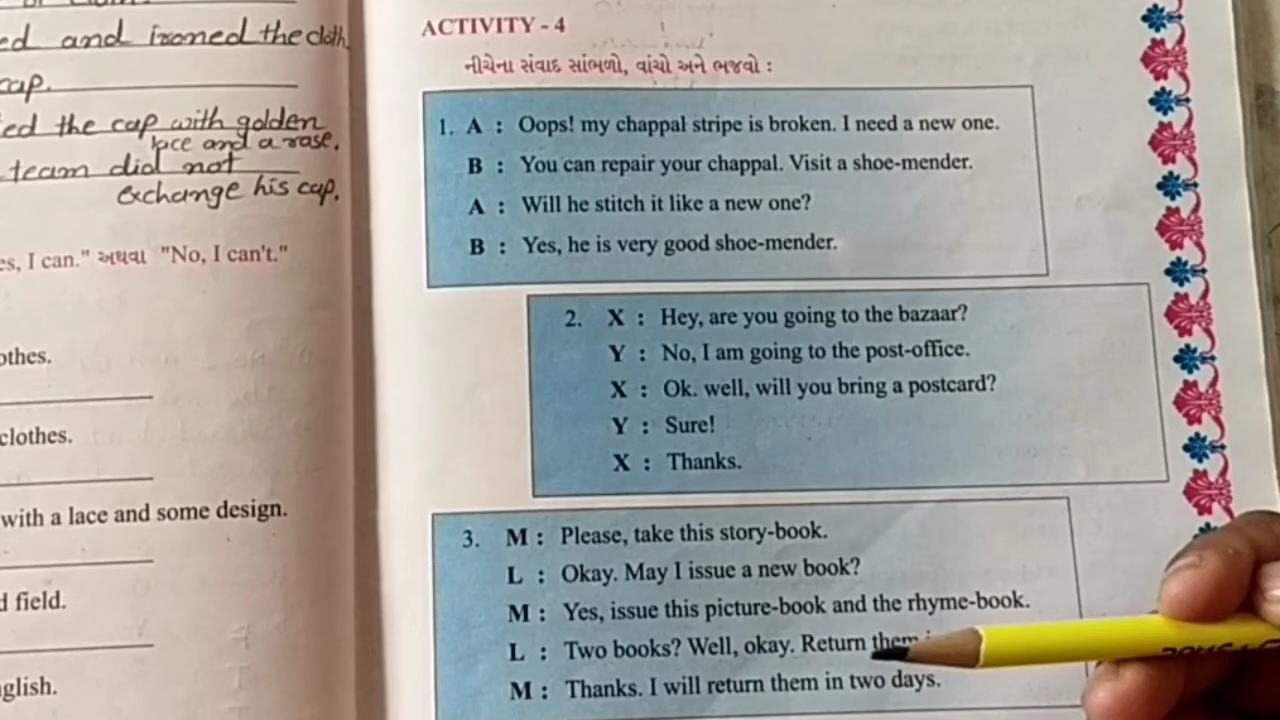 ed and ironed the cloth.
cap.
ed the cap with golden
lace and a rase.
team did not
exchange his cap.
es, I can." અથવા "No, I can't."
othes.
clothes.
with a lace and some design.
d field.
glish.
ACTIVITY - 4
નીચેના સંવાદ સાંભળો, વાંચો અને ભજવો :
1. A : Oops! my chappal stripe is broken. I need a new one.
B : You can repair your chappal. Visit a shoe-mender.
A : Will he stitch it like a new one?
B : Yes, he is very good shoe-mender.
2. X : Hey, are you going to the bazaar?
Y : No, I am going to the post-office.
X : Ok. well, will you bring a postcard?
Y : Sure!
X : Thanks.
3. M : Please, take this story-book.
L : Okay. May I issue a new book?
M : Yes, issue this picture-book and the rhyme-book.
L : Two books? Well, okay. Return them
M : Thanks. I will return them in two days.